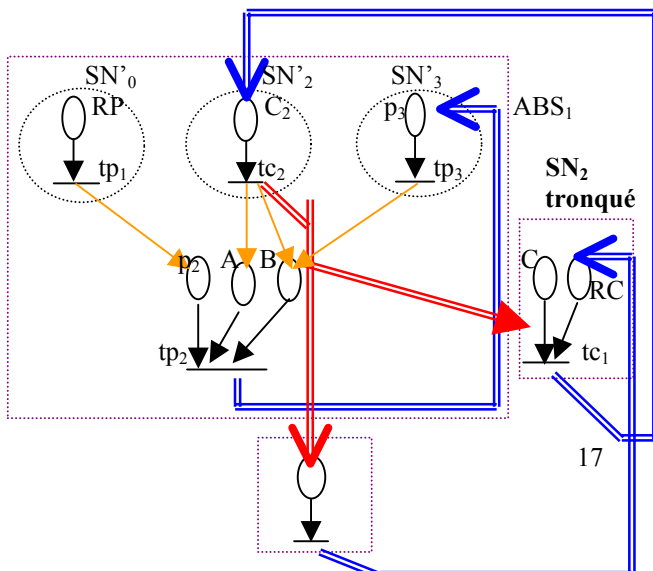 SN'₀ SN'₂ SN'₃
RP C₂ p₃ ABS₁
tp₁ tc₂ tp₃
SN₂
tronqué
p₂ A B C
RC
tp₂ tc₁
17